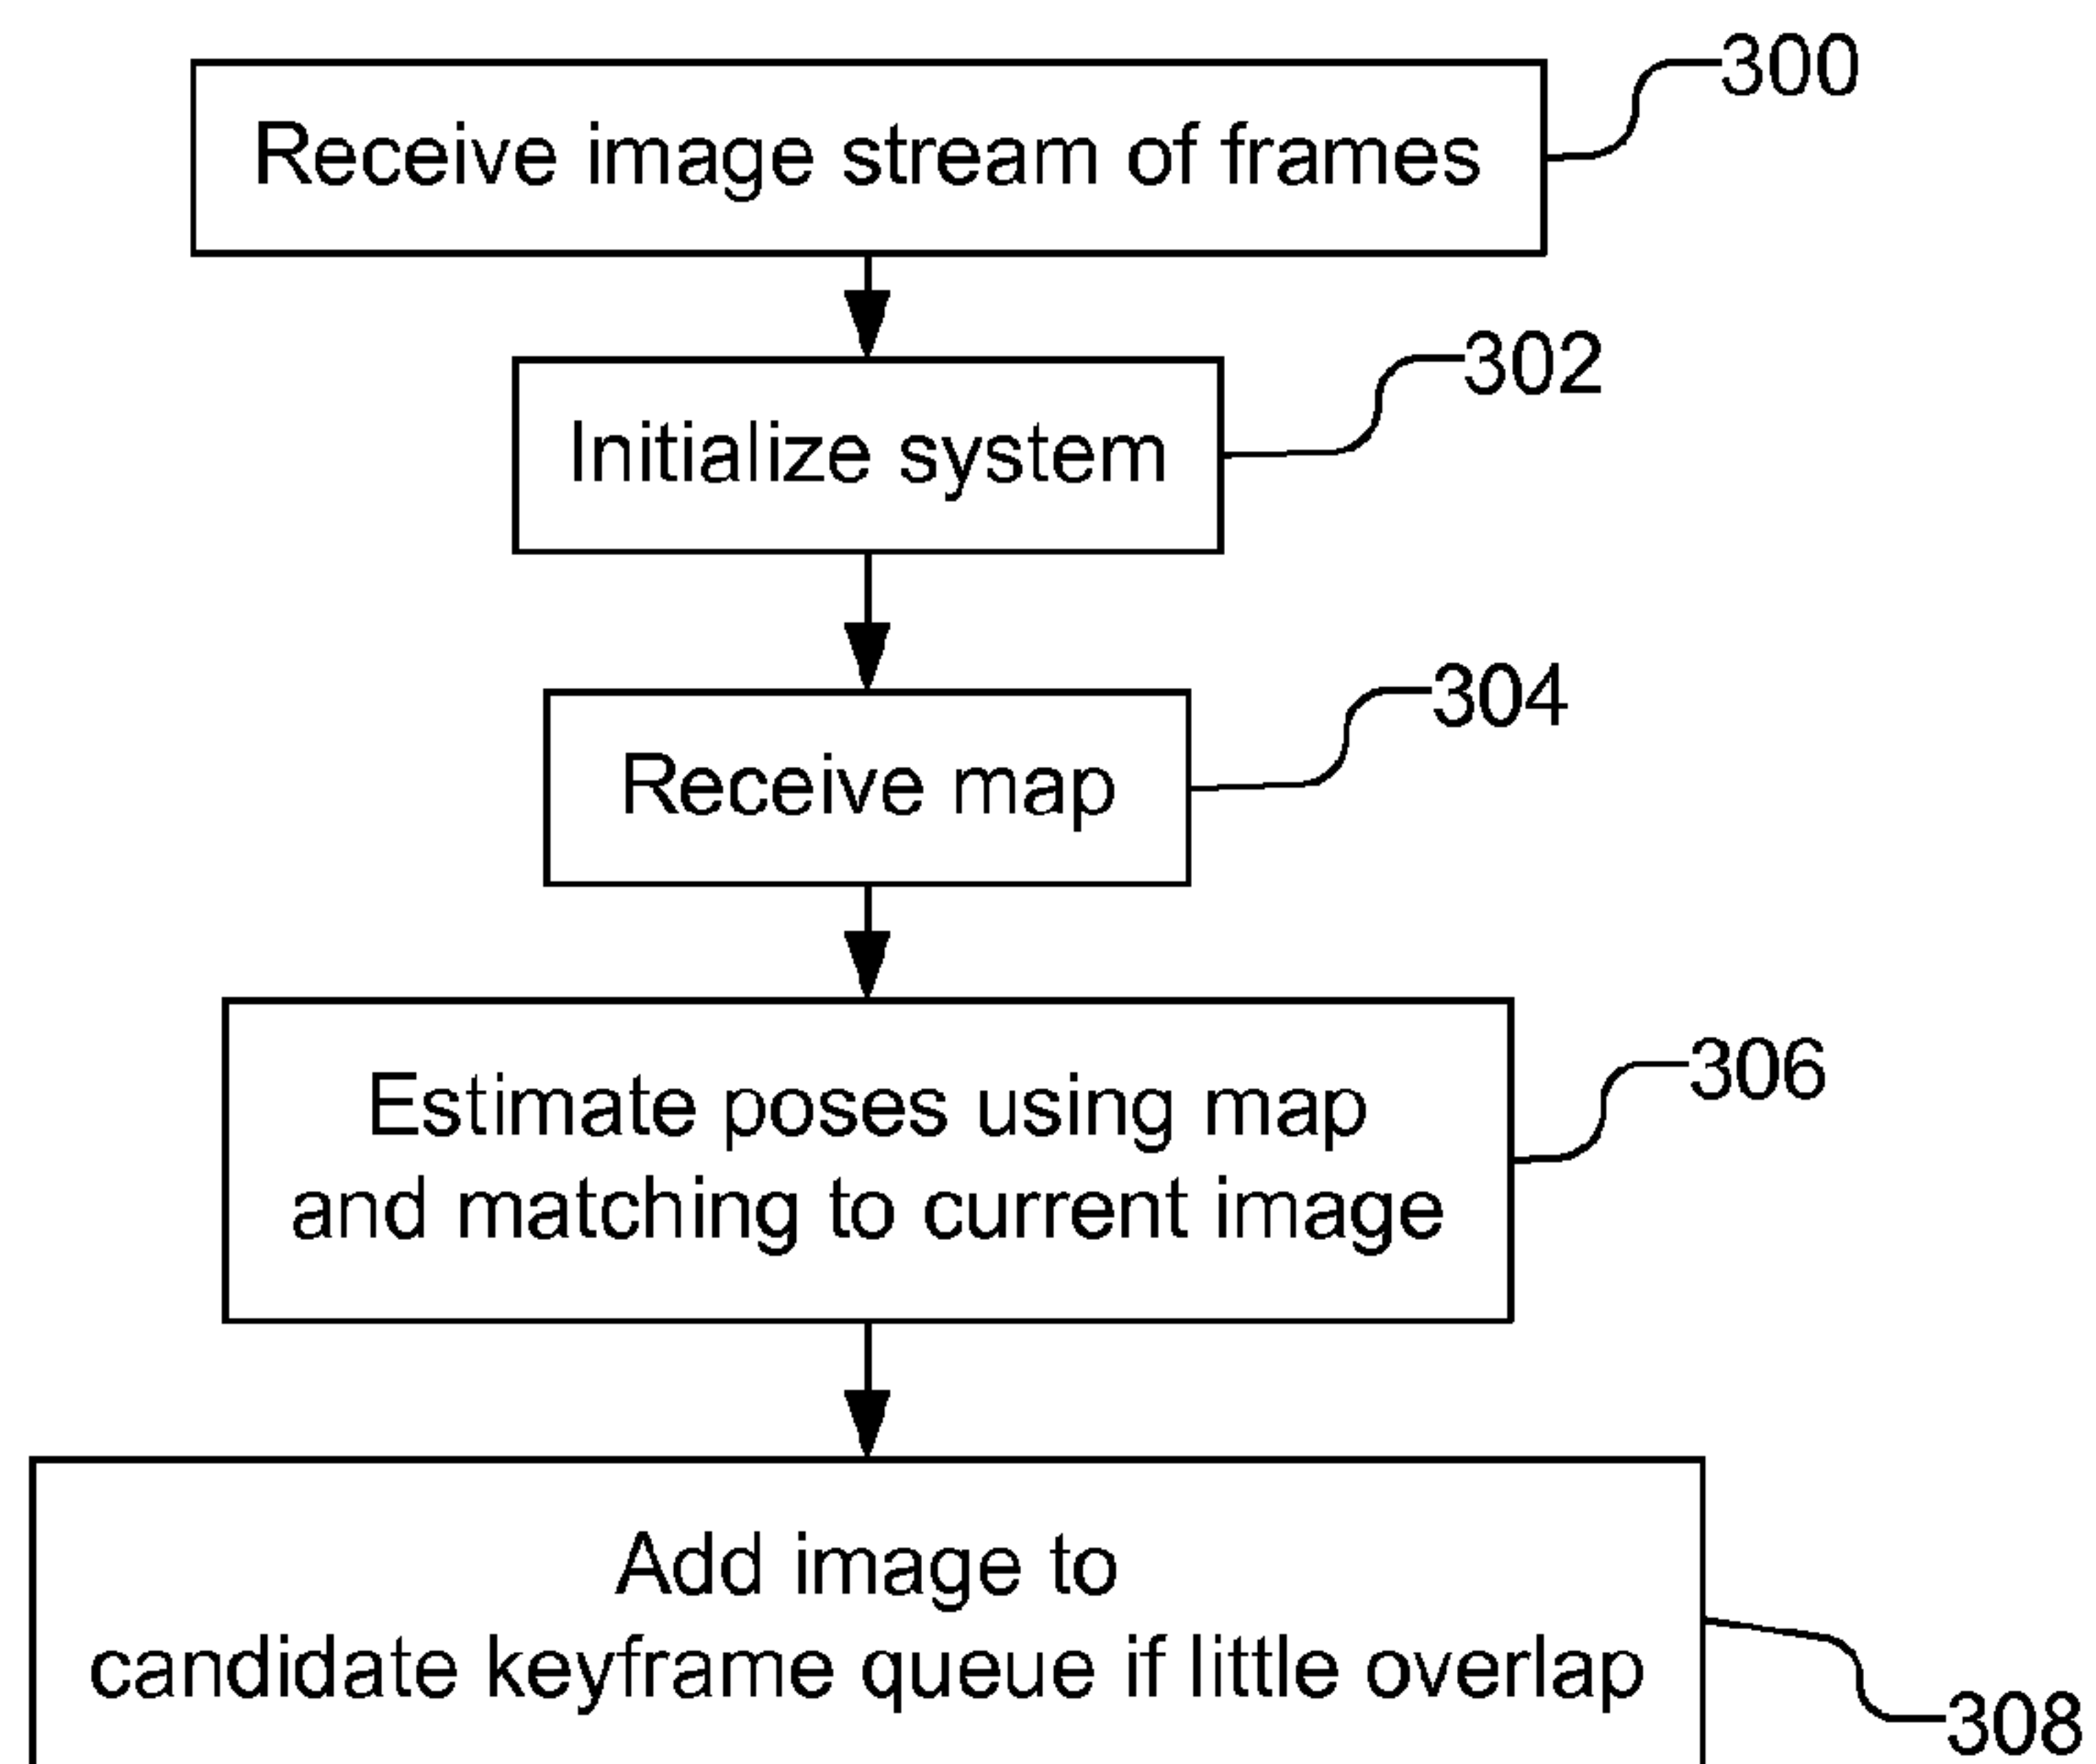 300
Receive image stream of frames
302
Initialize system
304
Receive map
306
Estimate poses using map
and matching to current image
Add image to
candidate keyframe queue if little overlap
308